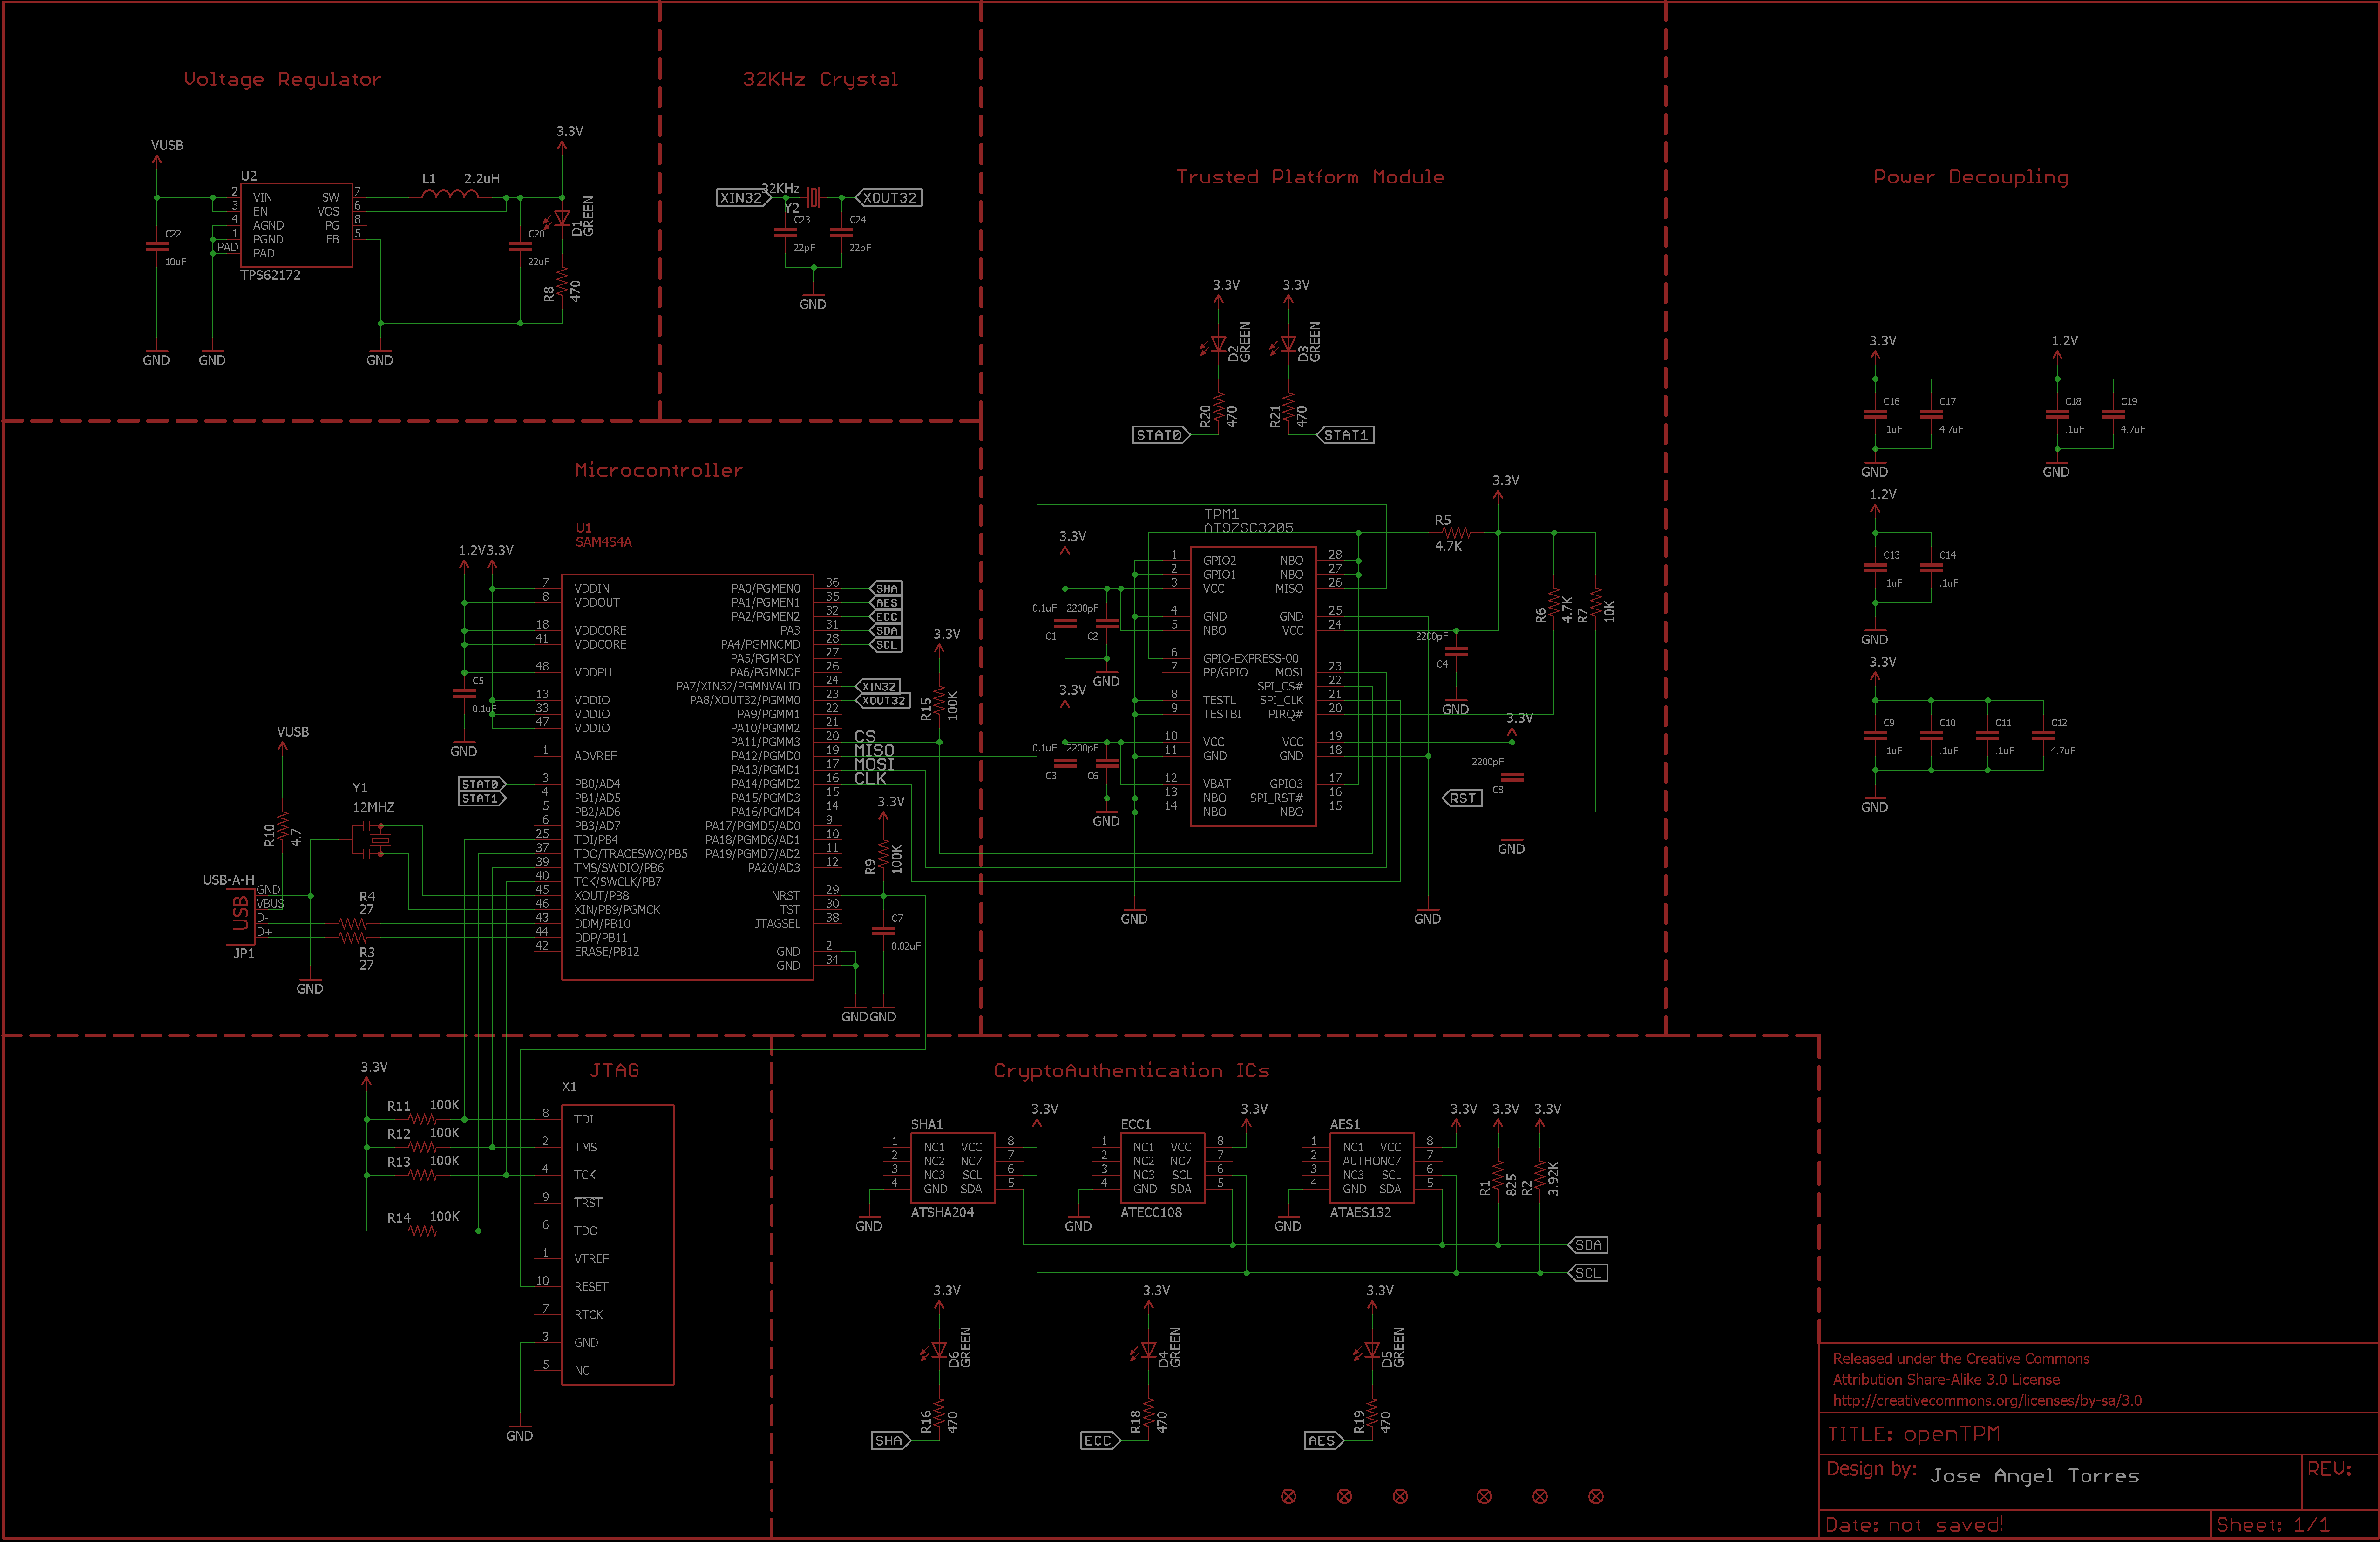 Voltage Regulator
VUSB
C22
10uF
GND
U2
2 VIN SW 7
3 EN VOS 6
4 AGND PG 8
1 PGND FB 5
PAD PAD
TPS62172
GND
L1 2.2uH
3.3V
C20
22uF
D1
GREEN
R8
470
GND
32KHz Crystal
XIN32
32KHz
Y2
XOUT32
C23
22pF
C24
22pF
GND
Microcontroller
U1
SAM4S4A
1.2V 3.3V
7 VDDIN
8 VDDOUT
18 VDDCORE
41 VDDCORE
48 VDDPLL
13 VDDIO
33 VDDIO
47 VDDIO
1 ADVREF
3 PB0/AD4
4 PB1/AD5
5 PB2/AD6
6 PB3/AD7
25 TDI/PB4
37 TDO/TRACESWO/PB5
39 TMS/SWDIO/PB6
40 TCK/SWCLK/PB7
45 XOUT/PB8
46 XIN/PB9/PGMCK
43 DDM/PB10
44 DDP/PB11
42 ERASE/PB12
PA0/PGMEN0 36 SHA
PA1/PGMEN1 35 AES
PA2/PGMEN2 32 ECC
PA3 31 SDA
PA4/PGMNCMD 28 SCL
PA5/PGMRDY 27
PA6/PGMNOE 26
PA7/XIN32/PGMNVALID 24 XIN32
PA8/XOUT32/PGMM0 23 XOUT32
PA9/PGMM1 22
PA10/PGMM2 21
PA11/PGMM3 20 CS
PA12/PGMD0 19 MISO
PA13/PGMD1 17 MOSI
PA14/PGMD2 16 CLK
PA15/PGMD3 15
PA16/PGMD4 14
PA17/PGMD5/AD0 9
PA18/PGMD6/AD1 10
PA19/PGMD7/AD2 11
PA20/AD3 12
NRST 29
TST 30
JTAGSEL 38
GND 2
GND 34
C5
0.1uF
GND
STAT0
STAT1
VUSB
R10
4.7
Y1
12MHZ
USB-A-H
USB
GND
VBUS
D-
D+
JP1
R4
27
R3
27
GND
3.3V
R15
100K
3.3V
R9
100K
C7
0.02uF
GND GND
Trusted Platform Module
3.3V
D2
GREEN
R20
470
STAT0
3.3V
D3
GREEN
R21
470
STAT1
TPM1
AT97SC3205
1 GPIO2 NBO 28
2 GPIO1 NBO 27
3 VCC MISO 26
4 GND GND 25
5 NBO VCC 24
6 GPIO-EXPRESS-00
7 PP/GPIO MOSI 23
SPI_CS# 22
8 TESTL SPI_CLK 21
9 TESTBI PIRQ# 20
10 VCC VCC 19
11 GND GND 18
12 VBAT GPIO3 17
13 NBO SPI_RST# 16 RST
14 NBO NBO 15
3.3V
0.1uF 2200pF
C1 C2
GND
3.3V
0.1uF 2200pF
C3 C6
GND
GND
3.3V
R5
4.7K
R6
4.7K
R7
10K
2200pF
C4
GND
3.3V
2200pF
C8
GND
GND
Power Decoupling
3.3V
C16
.1uF
C17
4.7uF
GND
1.2V
C18
.1uF
C19
4.7uF
GND
1.2V
C13
.1uF
C14
.1uF
GND
3.3V
C9
.1uF
C10
.1uF
C11
.1uF
C12
4.7uF
GND
JTAG
3.3V
R11 100K
R12 100K
R13 100K
R14 100K
X1
8 TDI
2 TMS
4 TCK
9 TRST
6 TDO
1 VTREF
10 RESET
7 RTCK
3 GND
5 NC
GND
CryptoAuthentication ICs
SHA1
1 NC1 VCC 8
2 NC2 NC7 7
3 NC3 SCL 6
4 GND SDA 5
ATSHA204
GND
3.3V
ECC1
1 NC1 VCC 8
2 NC2 NC7 7
3 NC3 SCL 6
4 GND SDA 5
ATECC108
GND
3.3V
AES1
1 NC1 VCC 8
2 AUTHONC7 7
3 NC3 SCL 6
4 GND SDA 5
ATAES132
GND
3.3V
3.3V
R1
825
3.3V
R2
3.92K
SDA
SCL
3.3V
D6
GREEN
R16
470
SHA
3.3V
D4
GREEN
R18
470
ECC
3.3V
D5
GREEN
R19
470
AES
Released under the Creative Commons
Attribution Share-Alike 3.0 License
http://creativecommons.org/licenses/by-sa/3.0
TITLE: openTPM
Design by: Jose Angel Torres
REV:
Date: not saved!
Sheet: 1/1